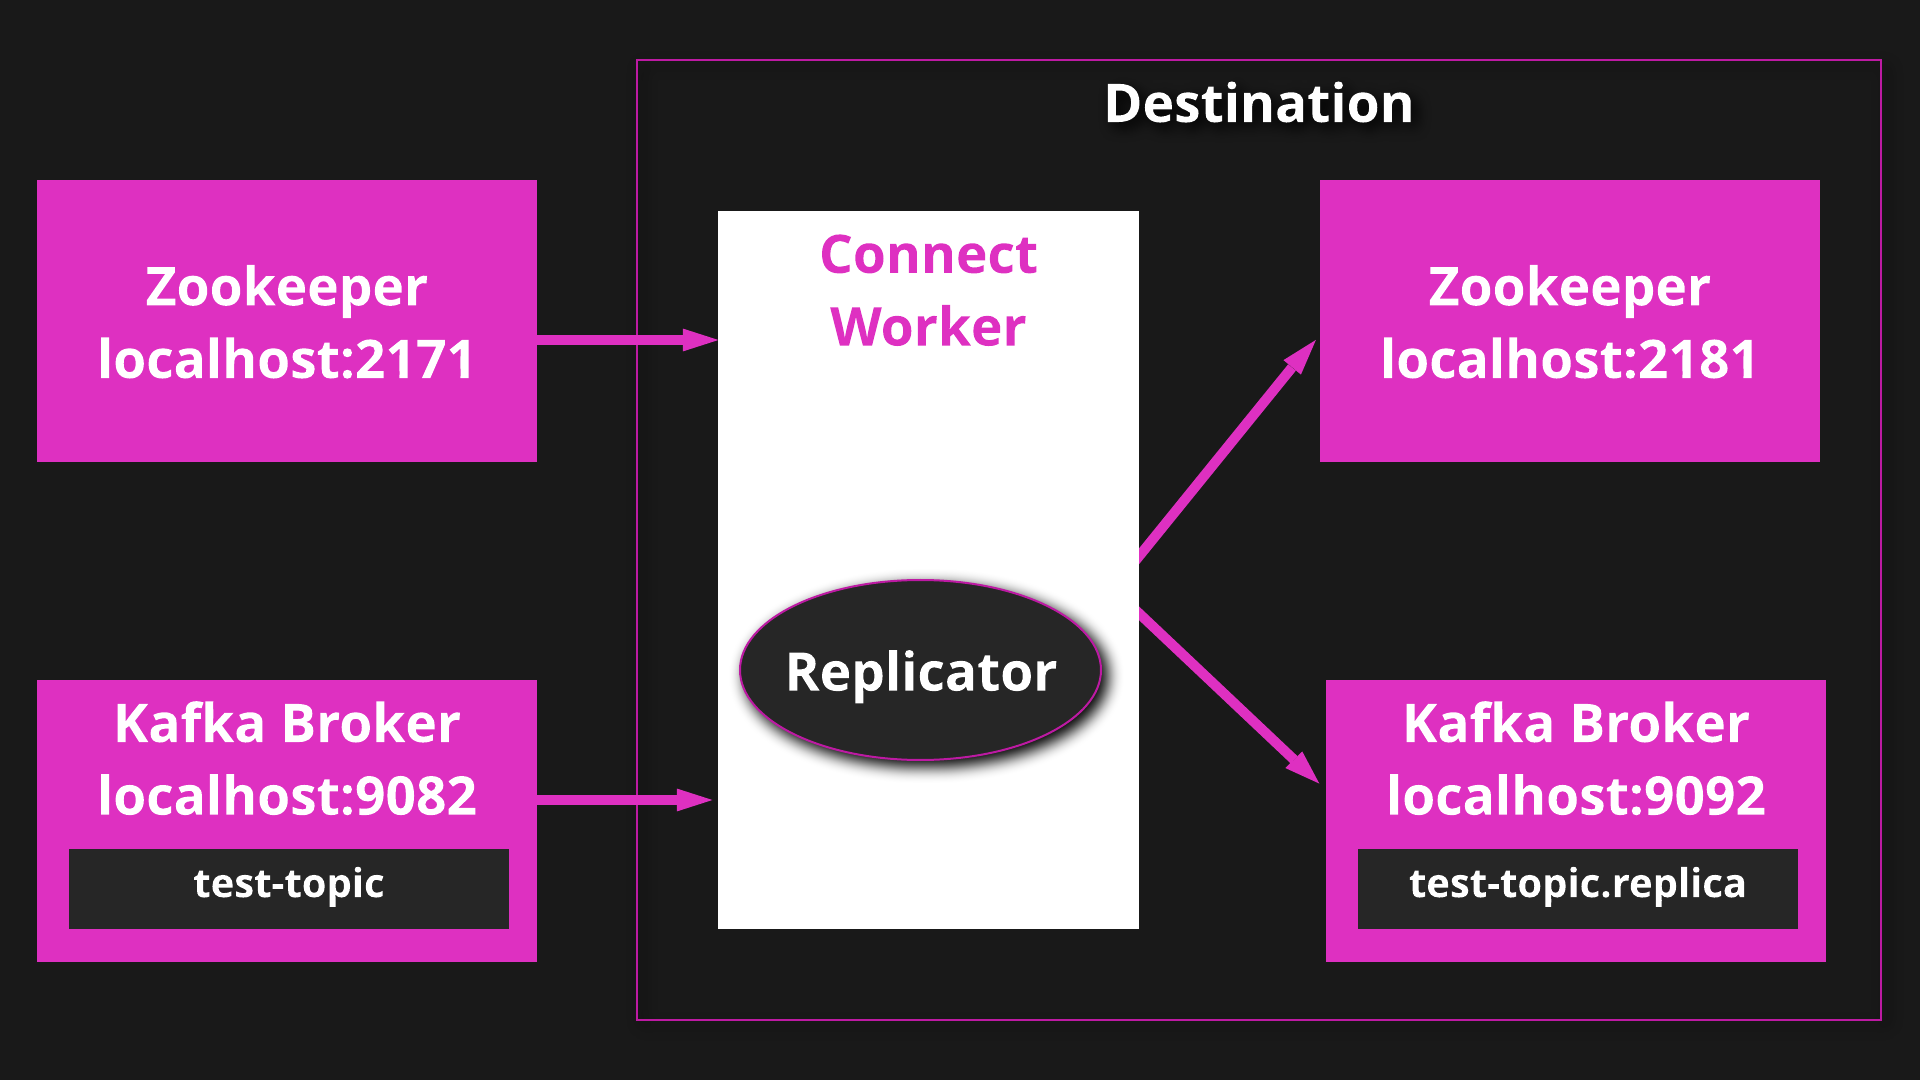 Destination
Zookeeper
localhost:2171
Connect
Worker
Zookeeper
localhost:2181
Replicator
Kafka Broker
localhost:9082
test-topic
Kafka Broker
localhost:9092
test-topic.replica